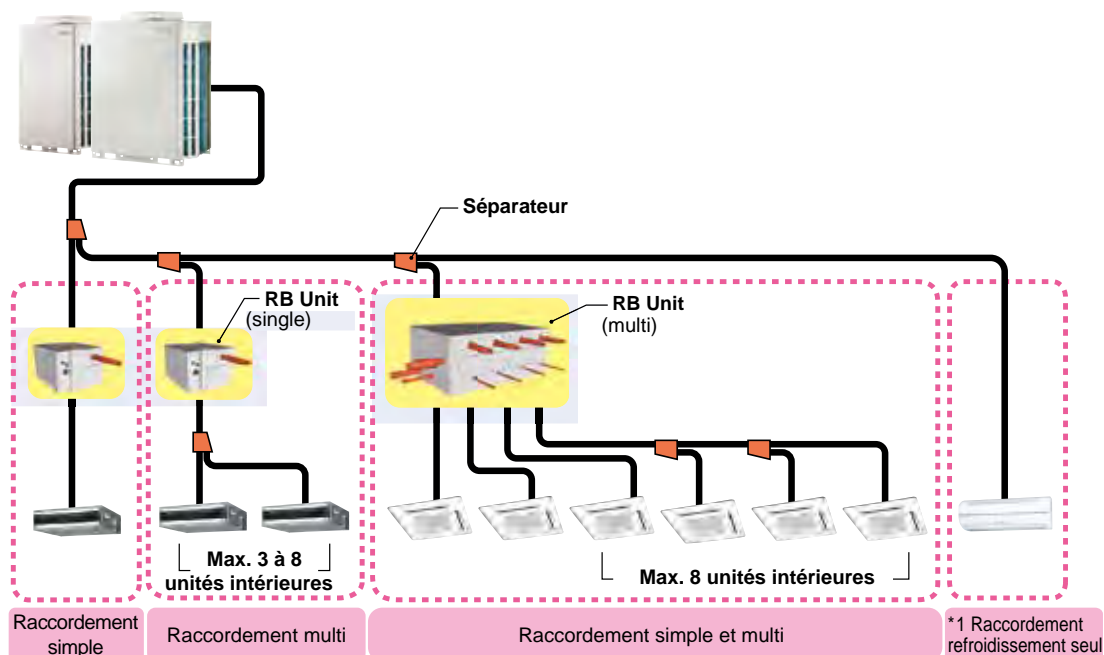 Séparateur
RB Unit
(single)
RB Unit
(multi)
Max. 3 à 8
unités intérieures
Max. 8 unités intérieures
Raccordement
simple
Raccordement multi
Raccordement simple et multi
*1 Raccordement
refroidissement seul